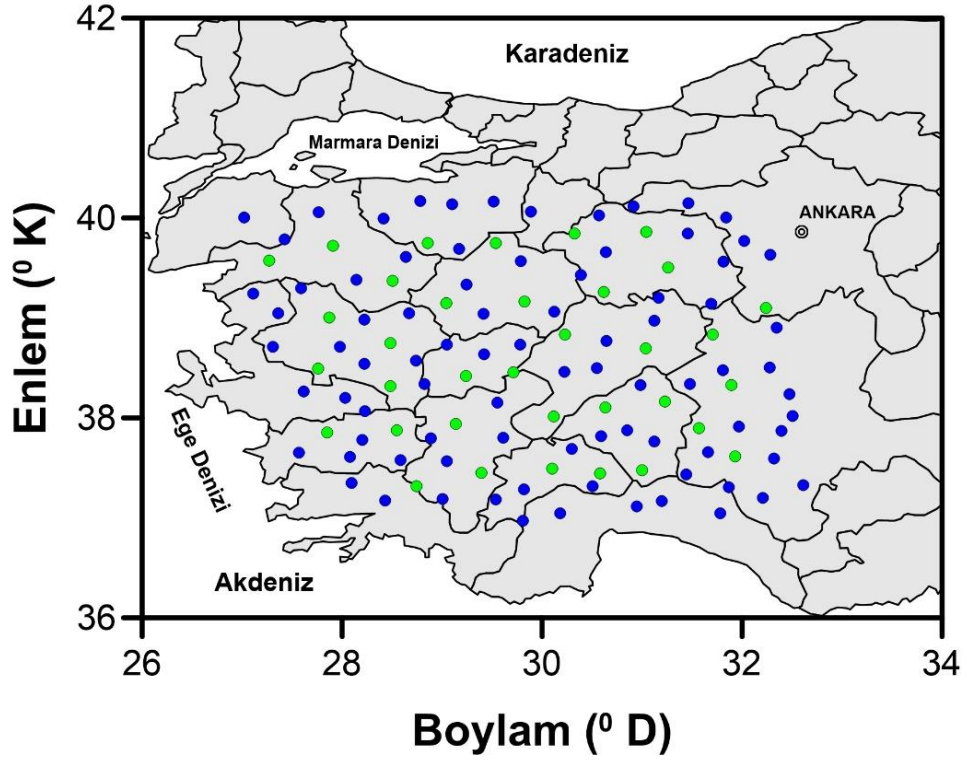 42
Karadeniz
Marmara Denizi
40
ANKARA
Enlem (⁰ K)
38
Ege Denizi
Akdeniz
36
26 28 30 32 34
Boylam (⁰ D)